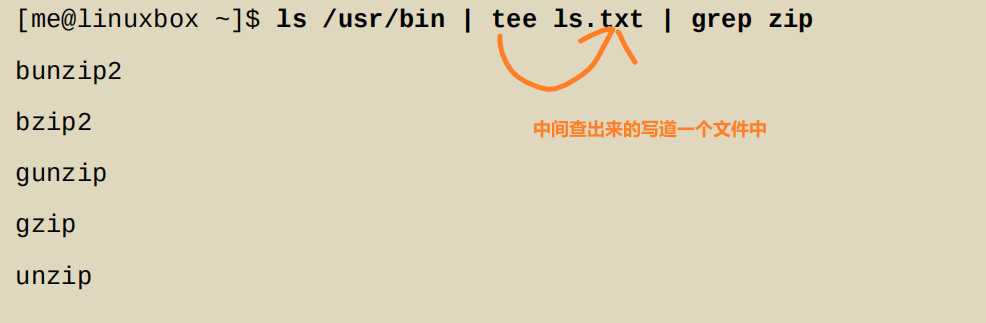 [me@linuxbox ~]$ ls /usr/bin | tee ls.txt | grep zip
bunzip2
中间查出来的写道一个文件中
bzip2
gunzip
gzip
unzip